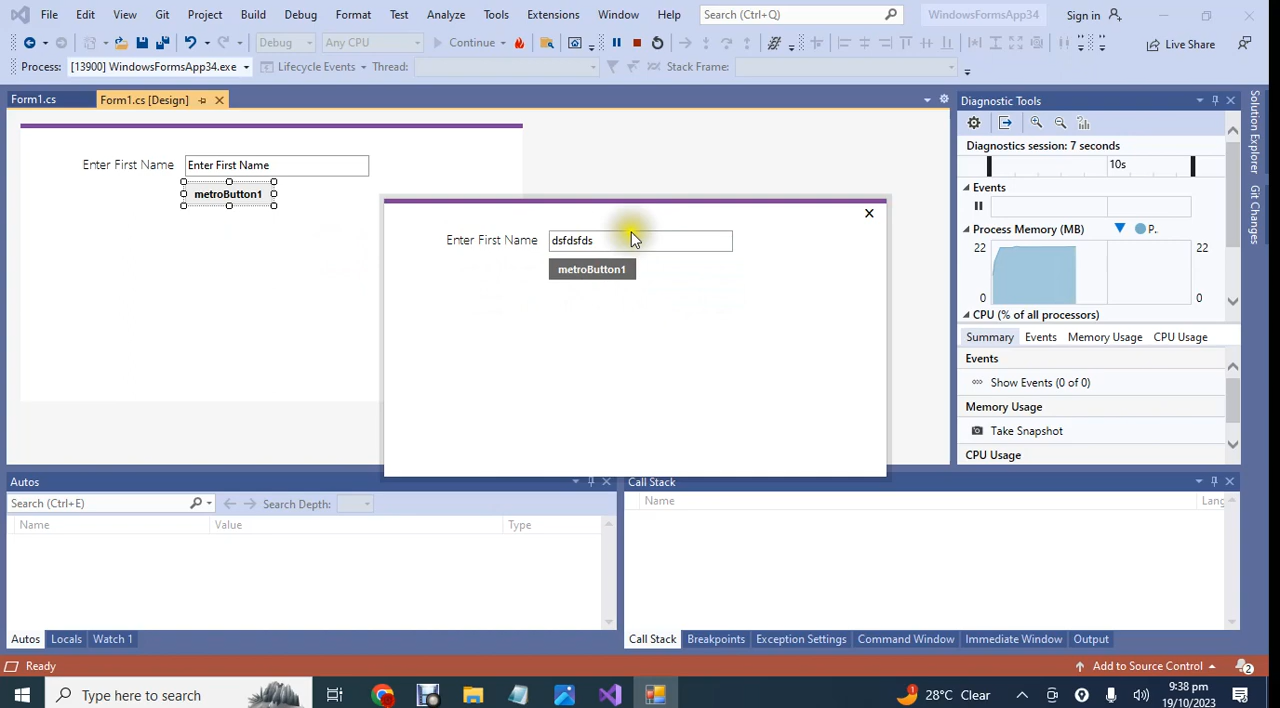 File Edit View Git Project Build Debug Format Test Analyze Tools Extensions Window Help Search (Ctrl+Q) WindowsFormsApp34 Sign in
Debug Any CPU Continue Live Share
Process: [13900] WindowsFormsApp34.exe Lifecycle Events Thread: Stack Frame:
Form1.cs Form1.cs [Design]
Enter First Name Enter First Name
metroButton1
Enter First Name dsfdsfds
metroButton1
Diagnostic Tools
Diagnostics session: 7 seconds
10s
Events
Process Memory (MB) P..
22 22
0 0
CPU (% of all processors)
Summary Events Memory Usage CPU Usage
Events
Show Events (0 of 0)
Memory Usage
Take Snapshot
CPU Usage
Solution Explorer
Git Changes
Autos
Search (Ctrl+E) Search Depth:
Name Value Type
Autos Locals Watch 1
Call Stack
Name Lang
Call Stack Breakpoints Exception Settings Command Window Immediate Window Output
Ready Add to Source Control 2
Type here to search 1 28°C Clear 9:38 pm
19/10/2023